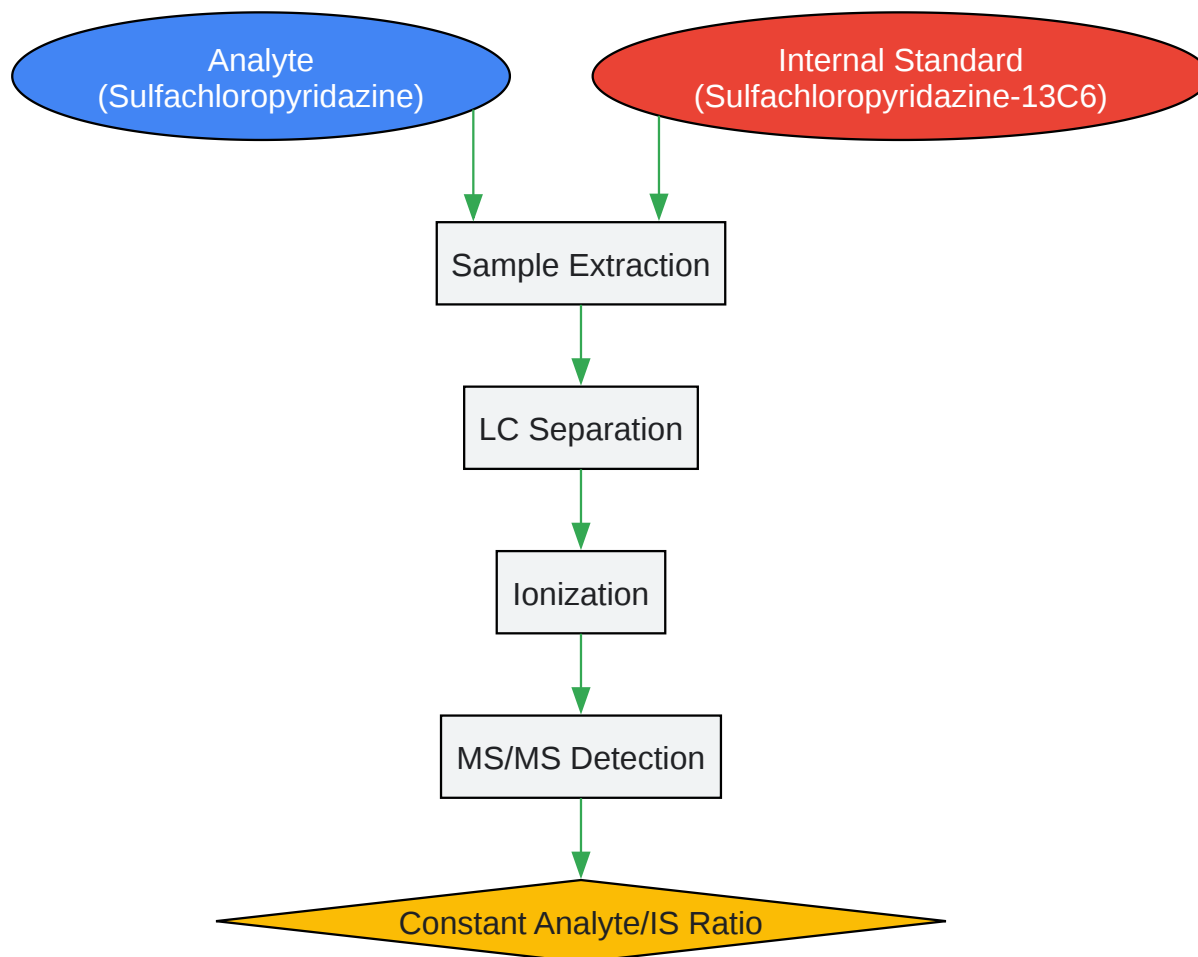 Analyte
(Sulfachloropyridazine)
Internal Standard
(Sulfachloropyridazine-13C6)
Sample Extraction
LC Separation
Ionization
MS/MS Detection
Constant Analyte/IS Ratio